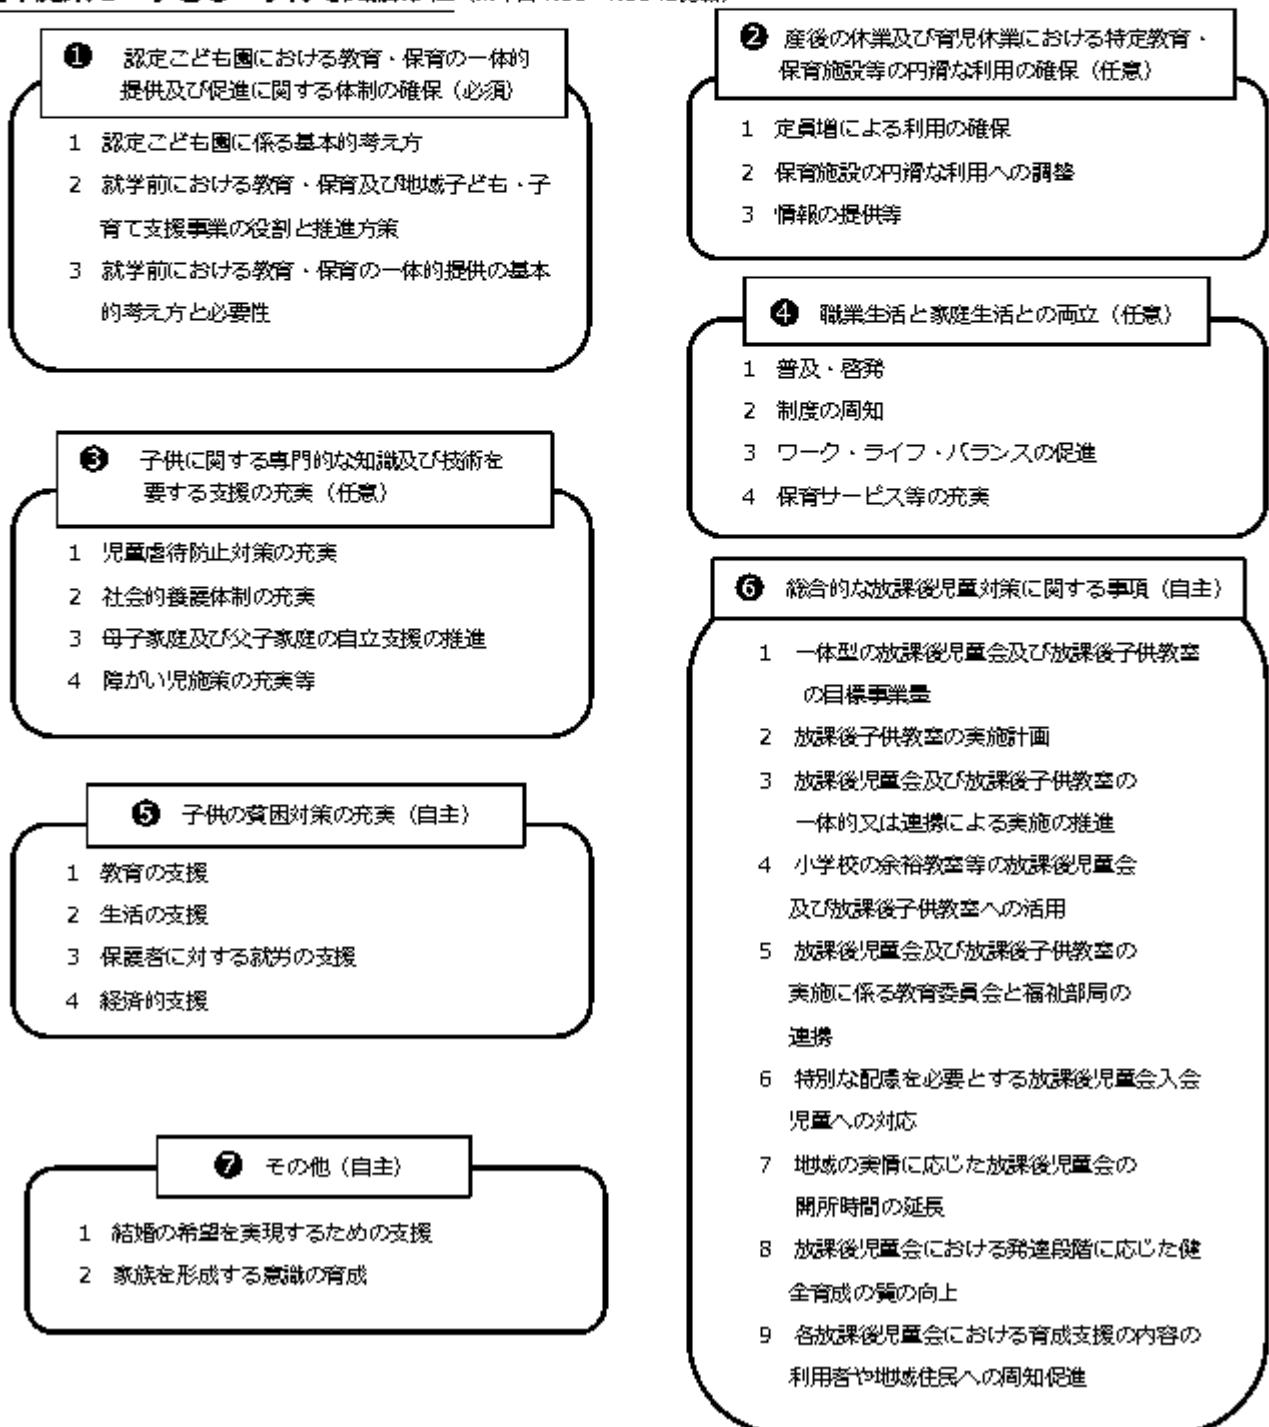 ❶ 認定こども園における教育・保育の一体的
提供及び促進に関する体制の確保（必須）
1 認定こども園に係る基本的考え方
2 就学前における教育・保育及び地域子ども・子
育て支援事業の役割と推進方策
3 就学前における教育・保育の一体的提供の基本
的考え方と必要性
❷ 産後の休業及び育児休業における特定教育・
保育施設等の円滑な利用の確保（任意）
1 定員増による利用の確保
2 保育施設の円滑な利用への調整
3 情報の提供等
❸ 子供に関する専門的な知識及び技術を
要する支援の充実（任意）
1 児童虐待防止対策の充実
2 社会的養護体制の充実
3 母子家庭及び父子家庭の自立支援の推進
4 障がい児施策の充実等
❹ 職業生活と家庭生活との両立（任意）
1 普及・啓発
2 制度の周知
3 ワーク・ライフ・バランスの促進
4 保育サービス等の充実
❺ 子供の貧困対策の充実（自主）
1 教育の支援
2 生活の支援
3 保護者に対する就労の支援
4 経済的支援
❻ 総合的な放課後児童対策に関する事項（自主）
1 一体型の放課後児童会及び放課後子供教室
の目標事業量
2 放課後子供教室の実施計画
3 放課後児童会及び放課後子供教室の
一体的又は連携による実施の推進
4 小学校の余裕教室等の放課後児童会
及び放課後子供教室への活用
5 放課後児童会及び放課後子供教室の
実施に係る教育委員会と福祉部局の
連携
6 特別な配慮を必要とする放課後児童会入会
児童への対応
7 地域の実情に応じた放課後児童会の
開所時間の延長
8 放課後児童会における発達段階に応じた健
全育成の質の向上
9 各放課後児童会における育成支援の内容の
利用者や地域住民への周知促進
❼ その他（自主）
1 結婚の希望を実現するための支援
2 家族を形成する意識の育成